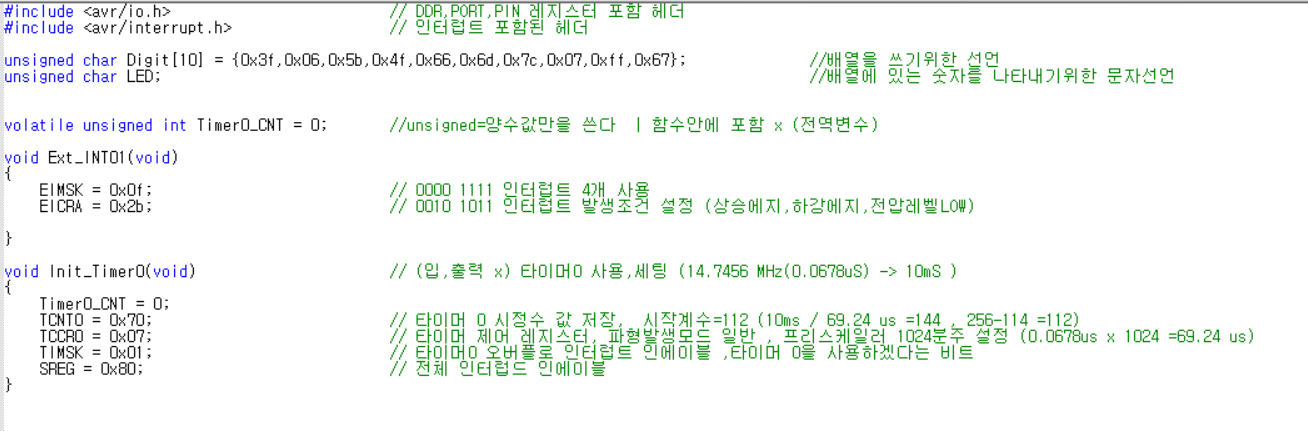 #include <avr/io.h> // DDR,PORT,PIN 레지스터 포함 헤더
#include <avr/interrupt.h> // 인터럽트 포함된 헤더
unsigned char Digit[10] = {0x3f,0x06,0x5b,0x4f,0x66,0x6d,0x7c,0x07,0xff,0x67}; //배열을 쓰기위한 선언
unsigned char LED; //배열에 있는 숫자를 나타내기위한 문자선언
volatile unsigned int Timer0_CNT = 0; //unsigned=양수값만을 쓴다 | 함수안에 포함 x (전역변수)
void Ext_INT01(void)
{
EIMSK = 0x0f; // 0000 1111 인터럽트 4개 사용
EICRA = 0x2b; // 0010 1011 인터럽트 발생조건 설정 (상승에지,하강에지,전압레벨LOW)
}
void Init_Timer0(void) // (입,출력 x) 타이머0 사용,세팅 (14.7456 MHz(0.0678uS) -> 10mS )
{
Timer0_CNT = 0;
TCNT0 = 0x70; // 타이머 0 시정수 값 저장, 시작계수=112 (10ms / 69.24 us =144 , 256-114 =112)
TCCR0 = 0x07; // 타이머 제어 레지스터, 파형발생모드 일반 , 프리스케일러 1024분주 설정 (0.0678us x 1024 =69.24 us)
TIMSK = 0x01; // 타이머0 오버플로 인터럽트 인에이블 ,타이머 0을 사용하겠다는 비트
SREG = 0x80; // 전체 인터럽드 인에이블
}